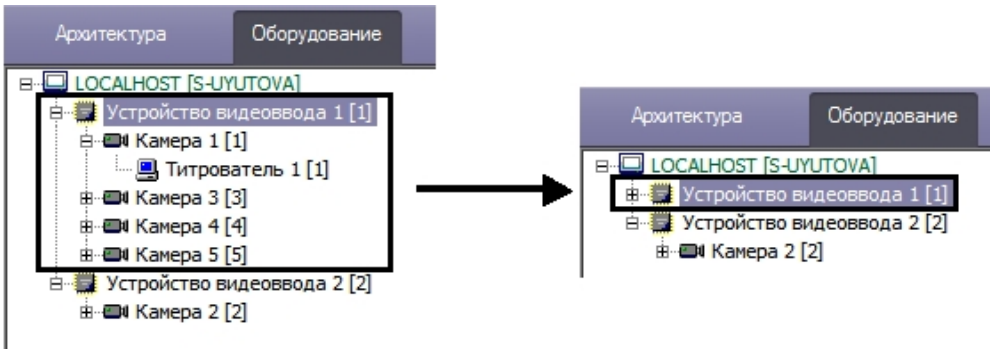 Архитектура Оборудование
LOCALHOST [S-UYUTOVA]
Устройство видеоввода 1 [1]
Камера 1 [1]
Титрователь 1 [1]
Камера 3 [3]
Камера 4 [4]
Камера 5 [5]
Устройство видеоввода 2 [2]
Камера 2 [2]
Архитектура Оборудование
LOCALHOST [S-UYUTOVA]
Устройство видеоввода 1 [1]
Устройство видеоввода 2 [2]
Камера 2 [2]